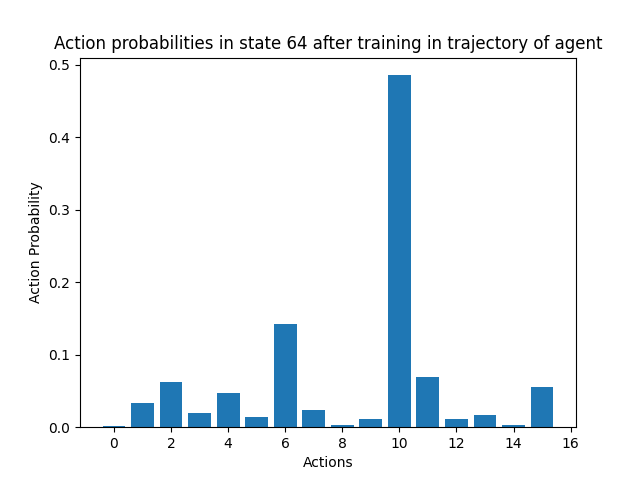 Action probabilities in state 64 after training in trajectory of agent
0.5
0.4
0.3
0.2
0.1
0.0
Action Probability
0 2 4 6 8 10 12 14 16
Actions